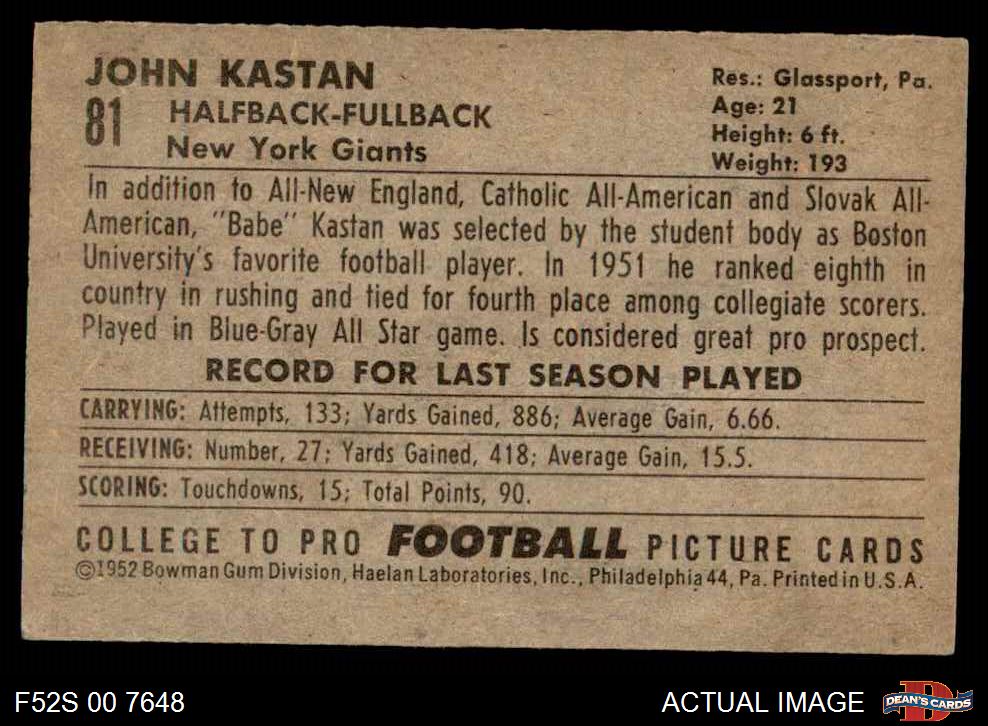 JOHN KASTAN
81
HALFBACK-FULLBACK
New York Giants
Res.: Glassport, Pa.
Age: 21
Height: 6 ft.
Weight: 193
In addition to All-New England, Catholic All-American and Slovak All-
American, "Babe" Kastan was selected by the student body as Boston
University's favorite football player. In 1951 he ranked eighth in
country in rushing and tied for fourth place among collegiate scorers.
Played in Blue-Gray All Star game. Is considered great pro prospect.
RECORD FOR LAST SEASON PLAYED
CARRYING: Attempts, 133; Yards Gained, 886; Average Gain, 6.66.
RECEIVING: Number, 27; Yards Gained, 418; Average Gain, 15.5.
SCORING: Touchdowns, 15; Total Points, 90.
COLLEGE TO PRO FOOTBALL PICTURE CARDS
©1952 Bowman Gum Division, Haelan Laboratories, Inc., Philadelphia 44, Pa. Printed in U.S.A.
F52S 00 7648
ACTUAL IMAGE
DEAN'S CARDS